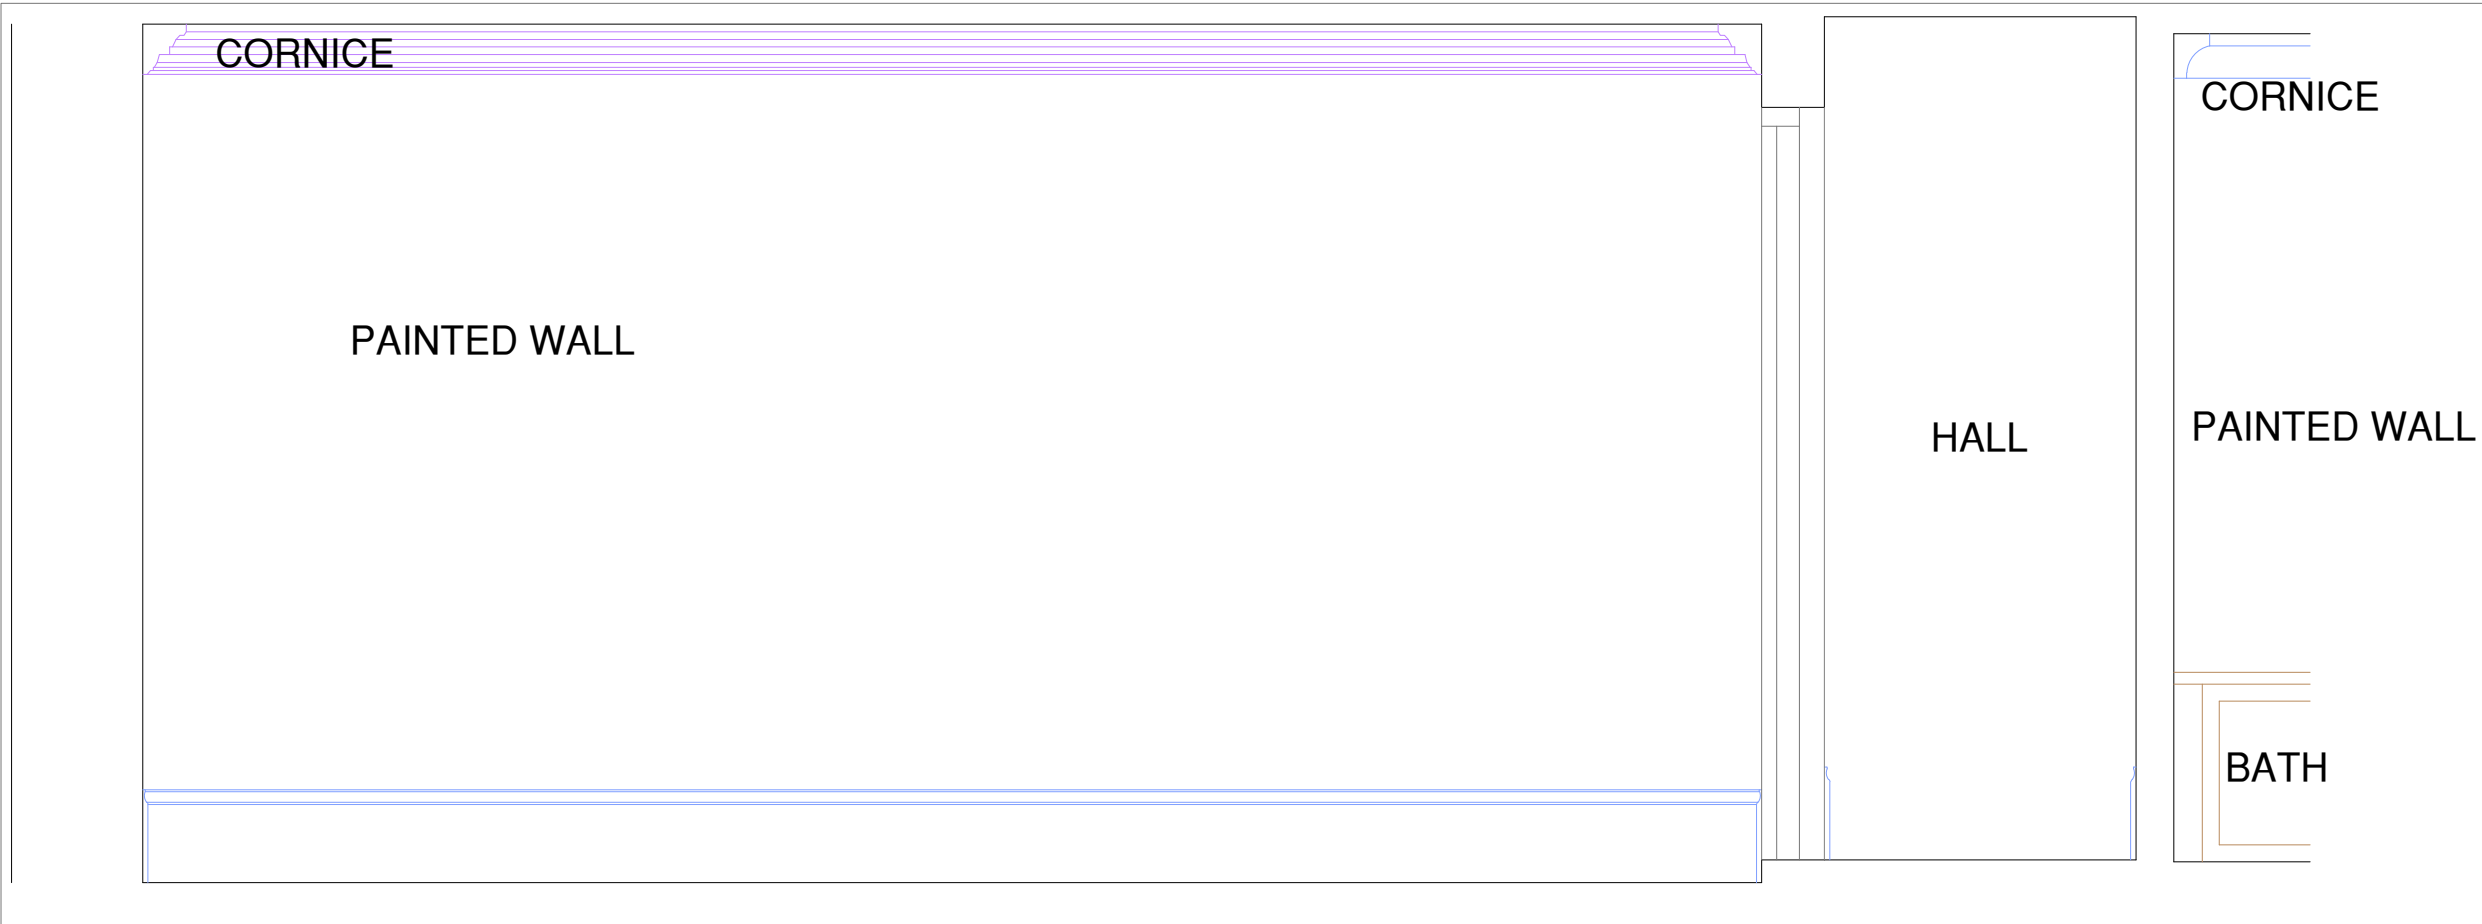 CORNICE
PAINTED WALL
HALL
CORNICE
PAINTED WALL
BATH